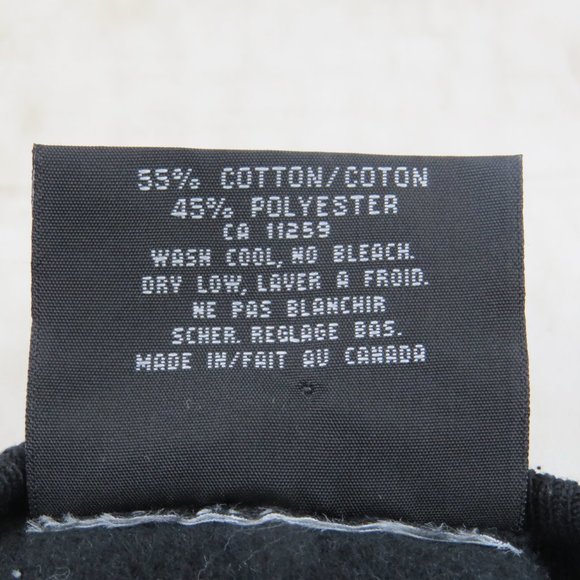 55% COTTON/COTON
45% POLYESTER
CA 11259
WASH COOL, NO BLEACH.
DRY LOW, LAVER A FROID.
NE PAS BLANCHIR
SCHER. REGLAGE BAS.
MADE IN/FAIT AU CANADA